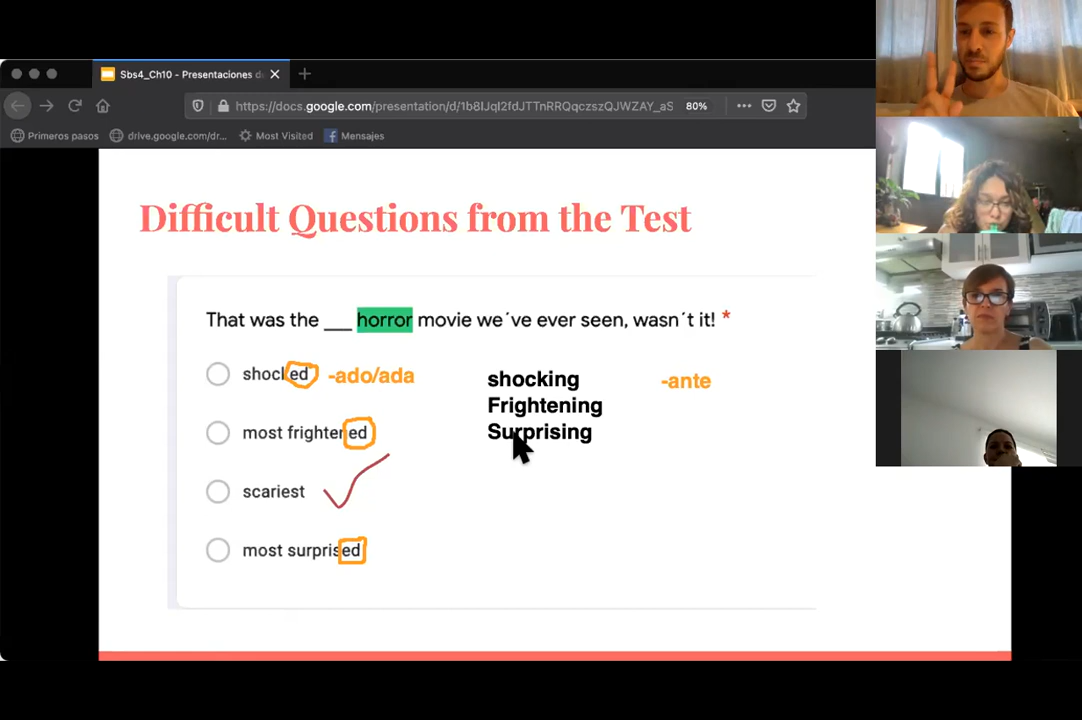 Sbs4_Ch10 - Presentaciones d
https://docs.google.com/presentation/d/1b8IJqI2fdJTTnRRQqczszQJWZAY_aS 80%
Primeros pasos drive.google.com/dr... Most Visited Mensajes
Difficult Questions from the Test
That was the ___ horror movie we´ve ever seen, wasn´t it! *
shocked -ado/ada
shocking -ante
Frightening
most frightened
Surprising
scariest
most surprised